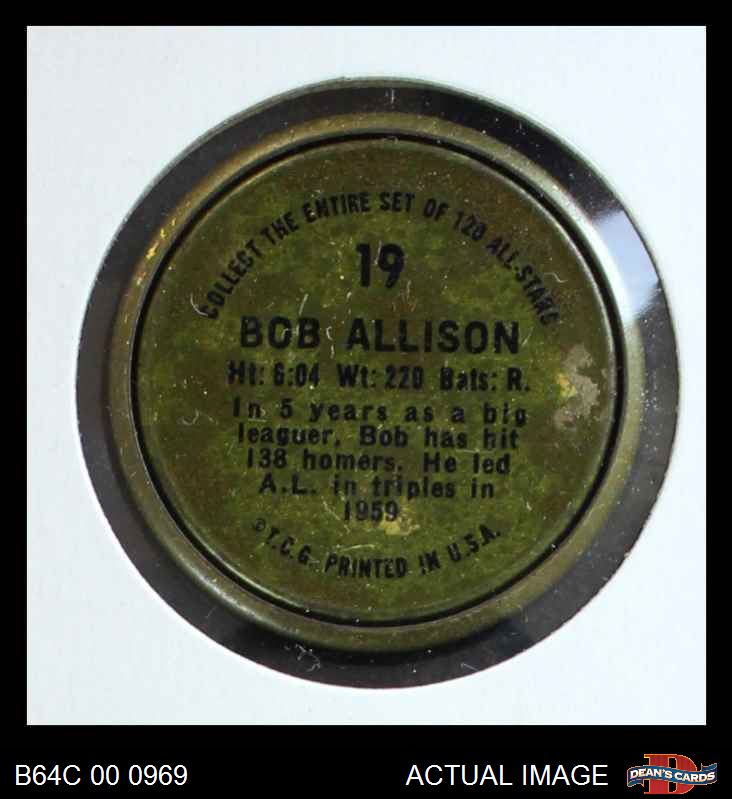 COLLECT THE ENTIRE SET OF 120 ALL-STARS
19
BOB ALLISON
Ht: 6:04 Wt: 220 Bats: R.
In 5 years as a big
leaguer, Bob has hit
138 homers. He led
A.L. in triples in
1959.
©T.C.G. PRINTED IN U.S.A.
B64C 00 0969
ACTUAL IMAGE
D
DEAN'S CARDS